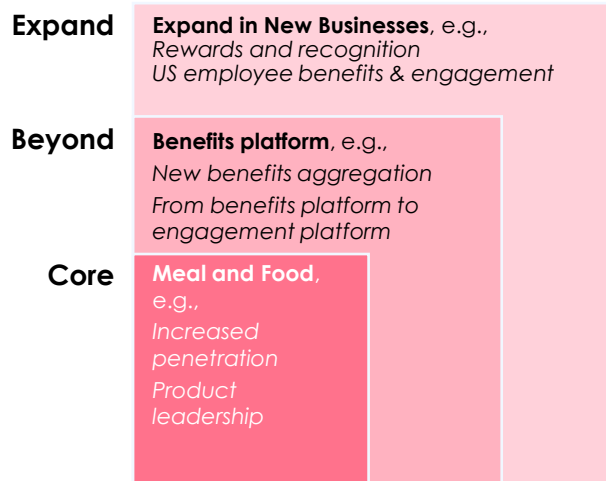 Expand
Expand in New Businesses, e.g.,
Rewards and recognition
US employee benefits & engagement
Beyond
Benefits platform, e.g.,
New benefits aggregation
From benefits platform to
engagement platform
Core
Meal and Food,
e.g.,
Increased
penetration
Product
leadership